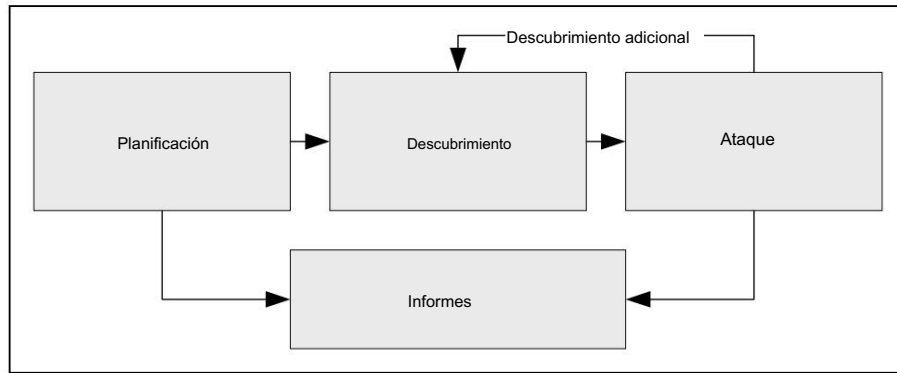 Descubrimiento adicional
Planificación
Descubrimiento
Ataque
Informes